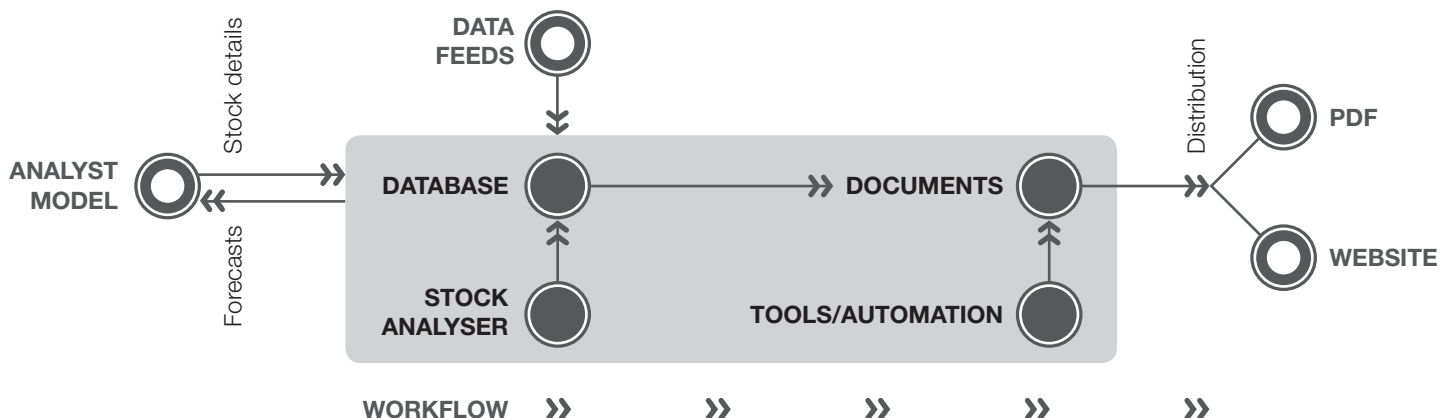 DATA
FEEDS
Stock details
Distribution
PDF
ANALYST
MODEL
DATABASE
DOCUMENTS
WEBSITE
Forecasts
STOCK
ANALYSER
TOOLS/AUTOMATION
WORKFLOW